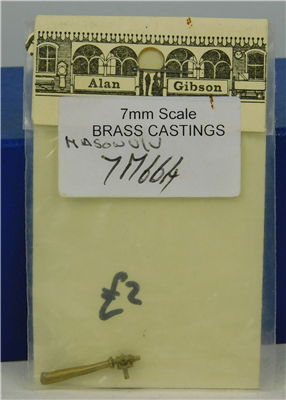 Alan Gibson
7mm Scale
BRASS CASTINGS
7M664
£2